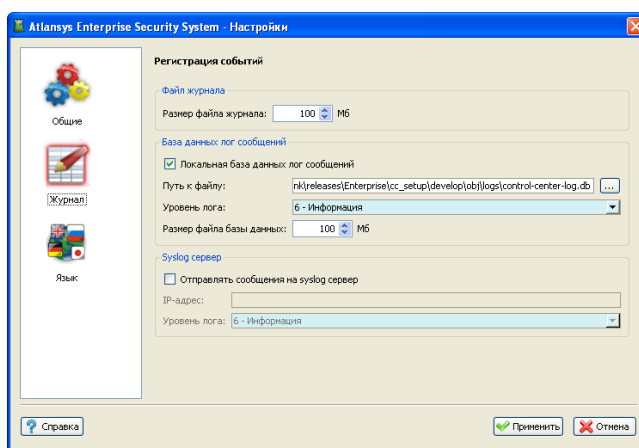 Atlansys Enterprise Security System - Настройки
Общие
Журнал
Язык
Регистрация событий
Файл журнала
Размер файла журнала: 100 Мб
База данных лог сообщений
Локальная база данных лог сообщений
Путь к файлу: nk\releases\Enterprise\cc_setup\develop\obj\logs\control-center-log.db ...
Уровень лога: 6 - Информация
Размер файла базы данных: 100 Мб
Syslog сервер
Отправлять сообщения на syslog сервер
IP-адрес:
Уровень лога: 6 - Информация
Справка
Применить
Отмена